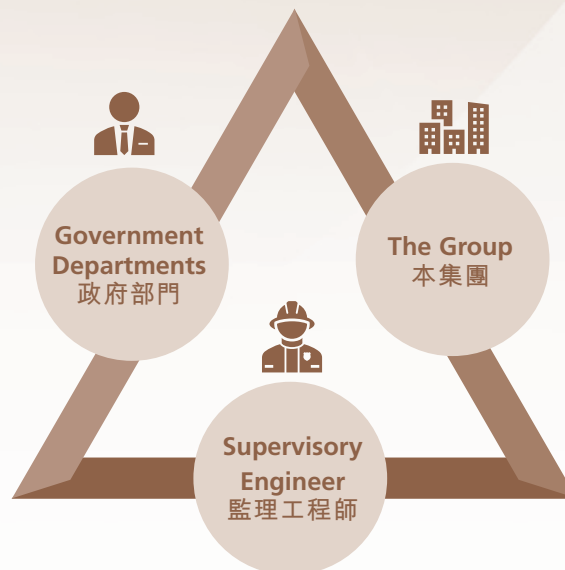 Government
Departments
政府部門
The Group
本集團
Supervisory
Engineer
監理工程師